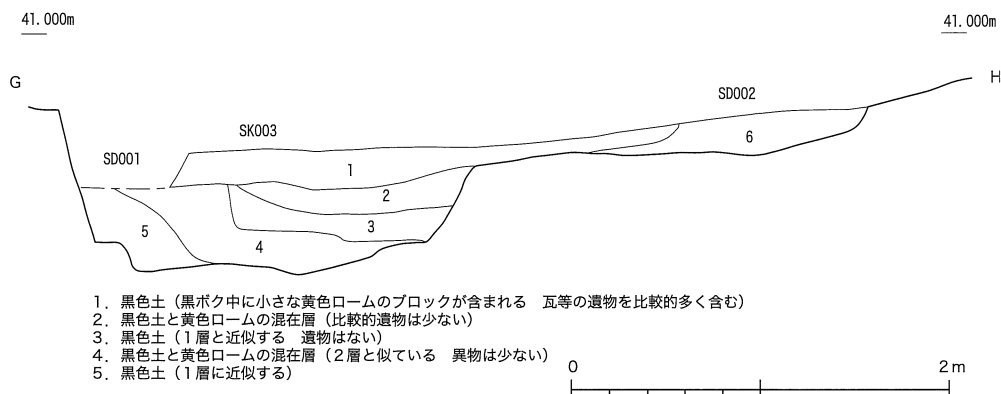 41.000m
41.000m
G
H
SD002
SK003
SD001
6
1
2
3
5
4
1．黒色土（黒ボク中に小さな黄色ロームのブロックが含まれる　瓦等の遺物を比較的多く含む）
2．黒色土と黄色ロームの混在層（比較的遺物は少ない）
3．黒色土（１層と近似する　遺物はない）
4．黒色土と黄色ロームの混在層（２層と似ている　異物は少ない）
5．黒色土（１層に近似する）
0
2m